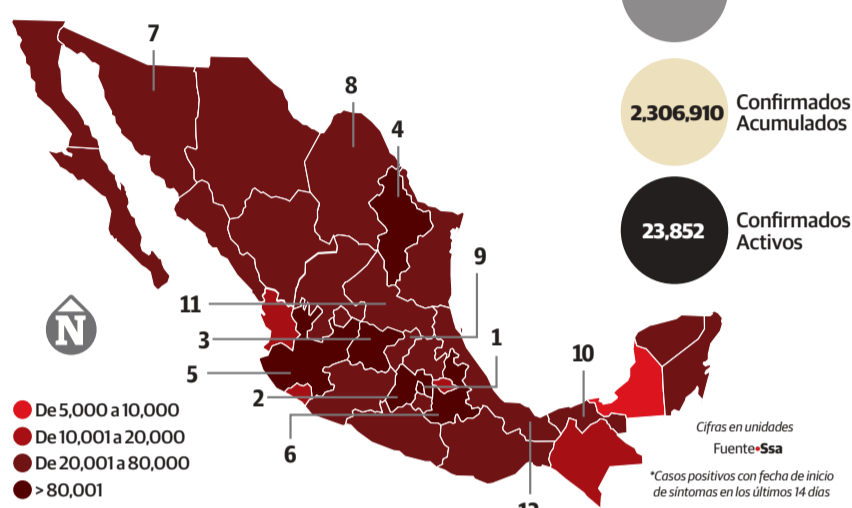 7
8
4
9
11
3
1
5
10
2
6
12
N
2,306,910 Confirmados
Acumulados
23,852 Confirmados
Activos
De 5,000 a 10,000
De 10,001 a 20,000
De 20,001 a 80,000
> 80,001
Cifras en unidades
Fuente•Ssa
*Casos positivos con fecha de inicio
de síntomas en los últimos 14 días